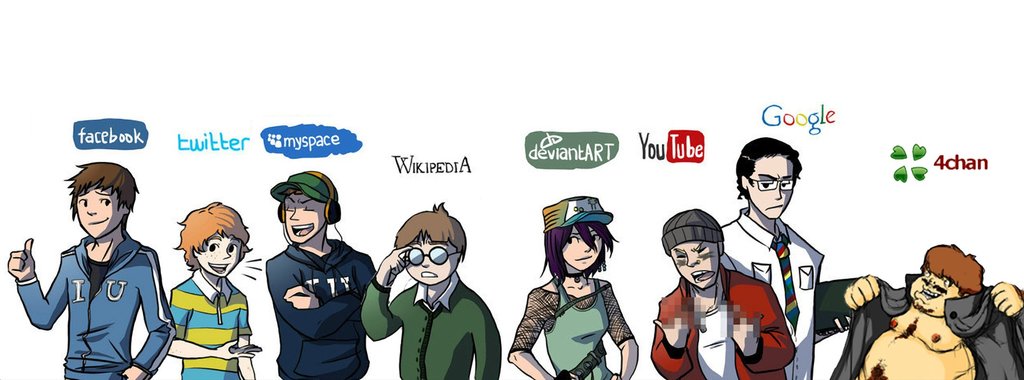 facebook
twitter
myspace
WIKIPEDIA
deviantART
YouTube
Google
4chan
I U